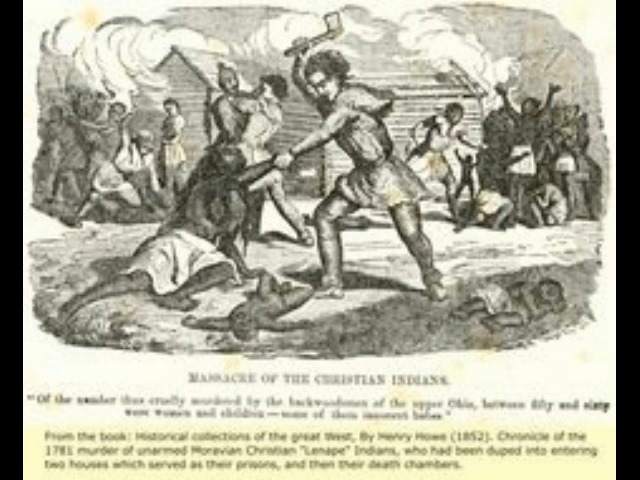 MASSACRE OF THE CHRISTIAN INDIANS.
"Of the number thus cruelly murdered by the backwoodsmen of the upper Ohio, between fifty and sixty
were women and children—some of them innocent babes."
From the book: Historical collections of the great West, By Henry Howe (1852). Chronicle of the
1781 murder of unarmed Moravian Christian "Lenape" Indians, who had been duped into entering
two houses which served as their prisons, and then their death chambers.